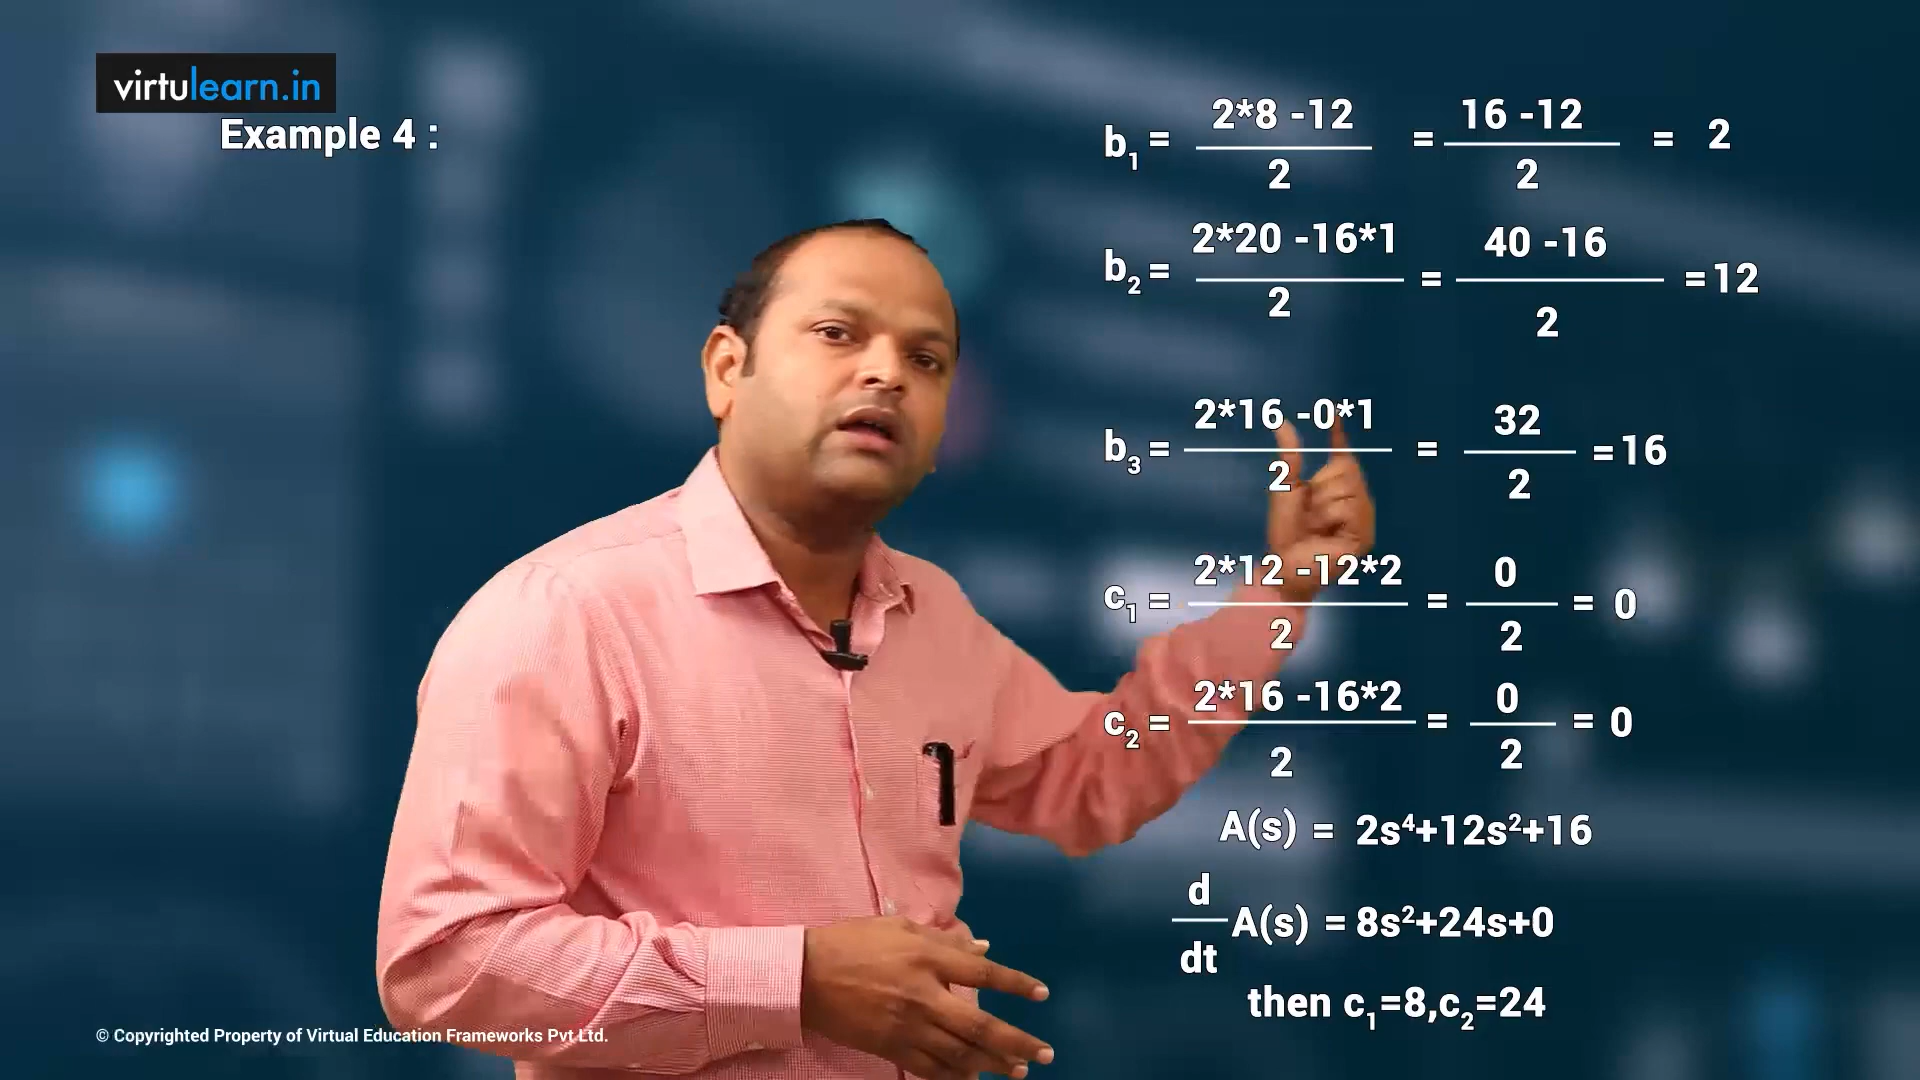 virtulearn.in
Example 4 :
b₁ = (2*8 -12)/2 = (16 -12)/2 = 2
b₂ = (2*20 -16*1)/2 = (40 -16)/2 =12
b₃ = (2*16 -0*1)/2 = 32/2 =16
c₁ = (2*12 -12*2)/2 = 0/2 = 0
c₂ = (2*16 -16*2)/2 = 0/2 = 0
A(s) = 2s⁴+12s²+16
d/dt A(s) = 8s²+24s+0
then c₁=8,c₂=24
© Copyrighted Property of Virtual Education Frameworks Pvt Ltd.